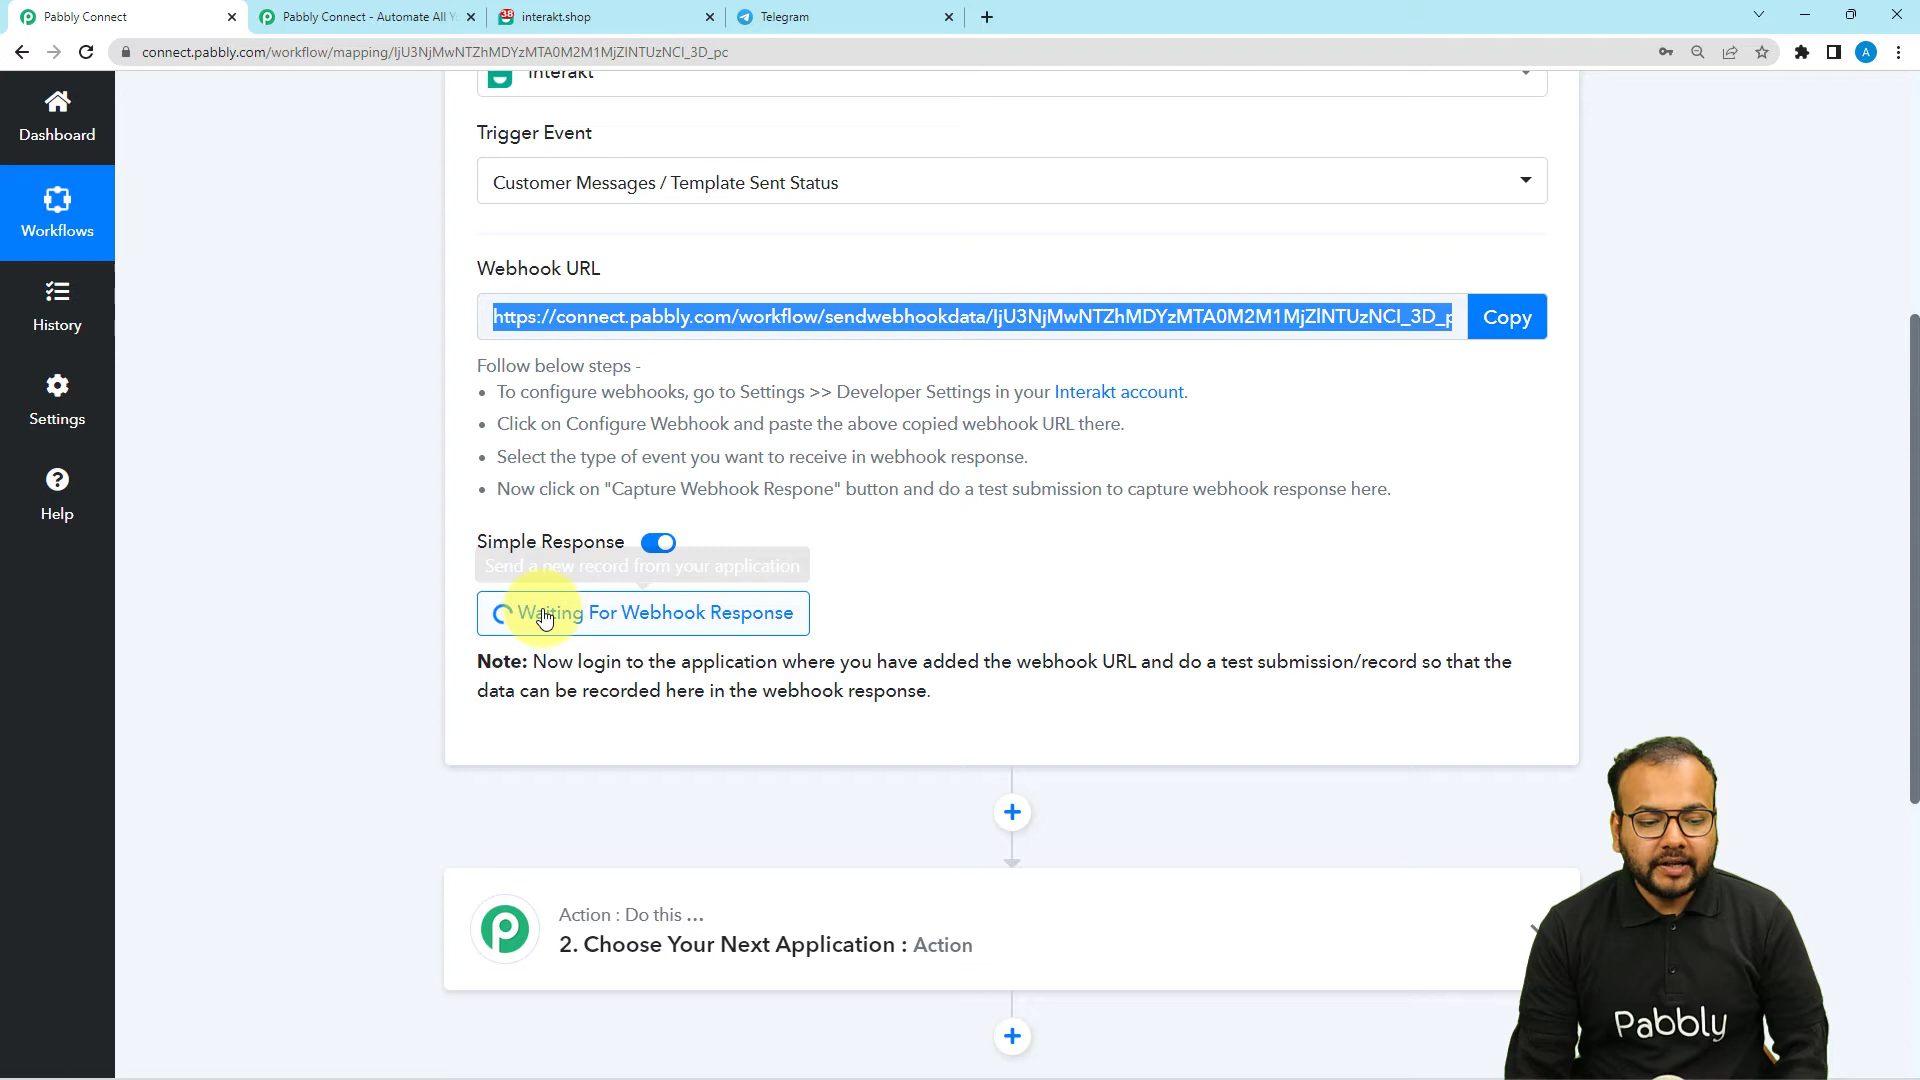 Pabbly Connect
Pabbly Connect - Automate All Y
38
interakt.shop
Telegram
connect.pabbly.com/workflow/mapping/IjU3NjMwNTZhMDYzMTA0M2M1MjZlNTUzNCI_3D_pc
A
Dashboard
Workflows
History
Settings
Help
Interakt
Trigger Event
Customer Messages / Template Sent Status
Webhook URL
https://connect.pabbly.com/workflow/sendwebhookdata/IjU3NjMwNTZhMDYzMTA0M2M1MjZlNTUzNCI_3D_p
Copy
Follow below steps -
• To configure webhooks, go to Settings >> Developer Settings in your Interakt account.
• Click on Configure Webhook and paste the above copied webhook URL there.
• Select the type of event you want to receive in webhook response.
• Now click on "Capture Webhook Respone" button and do a test submission to capture webhook response here.
Simple Response
Send a new record from your application
Waiting For Webhook Response
Note: Now login to the application where you have added the webhook URL and do a test submission/record so that the
data can be recorded here in the webhook response.
Action : Do this ...
2. Choose Your Next Application : Action
Pabbly